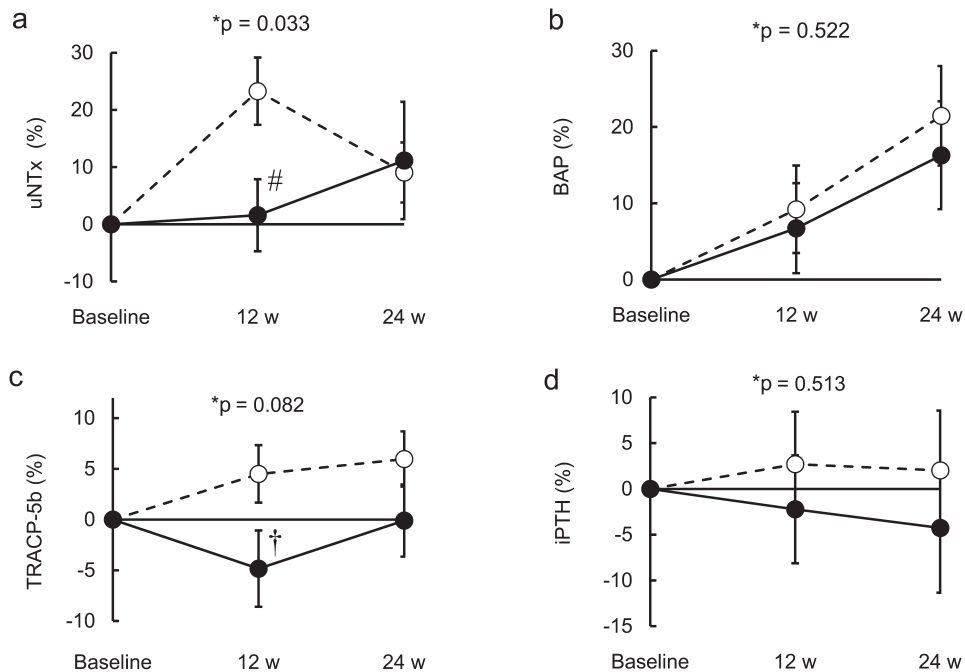 a
*p = 0.033
uNTx (%)
30
20
10
0
-10
#
Baseline 12 w 24 w
b
*p = 0.522
BAP (%)
30
20
10
0
Baseline 12 w 24 w
c
*p = 0.082
TRACP-5b (%)
10
5
0
-5
-10
†
Baseline 12 w 24 w
d
*p = 0.513
iPTH (%)
10
5
0
-5
-10
-15
Baseline 12 w 24 w